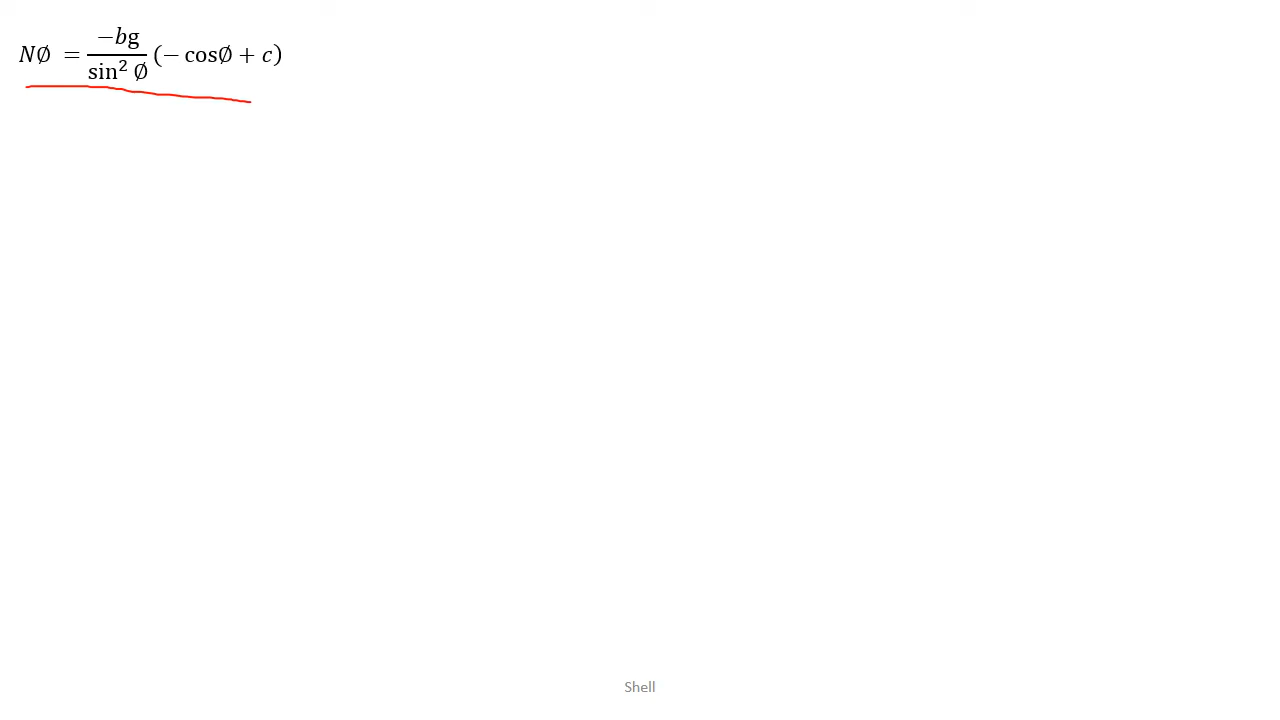 N∅ = −bg/sin² ∅ (− cos∅ + c)
Shell